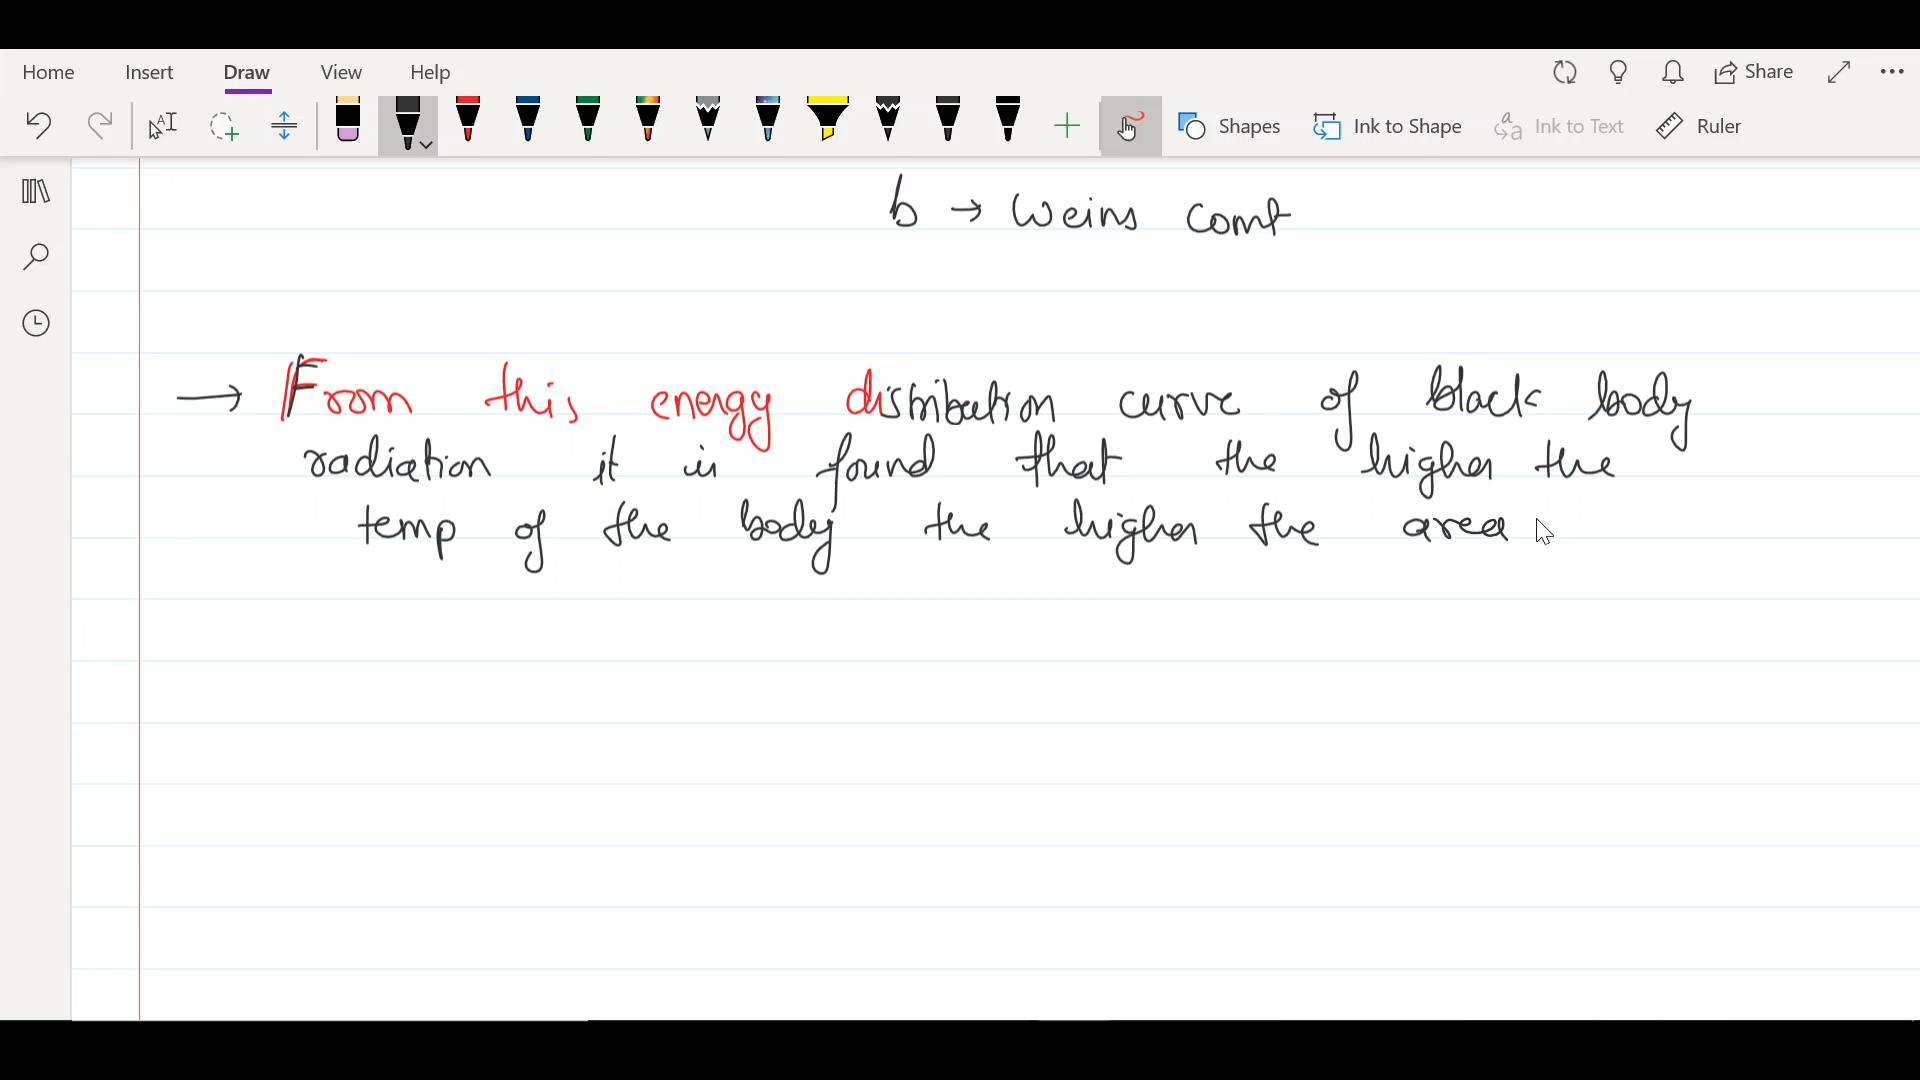 Home Insert Draw View Help Share
Shapes Ink to Shape Ink to Text Ruler
b → Weins const
→ From this energy distribution curve of black body
radiation it is found that the higher the
temp of the body the higher the area